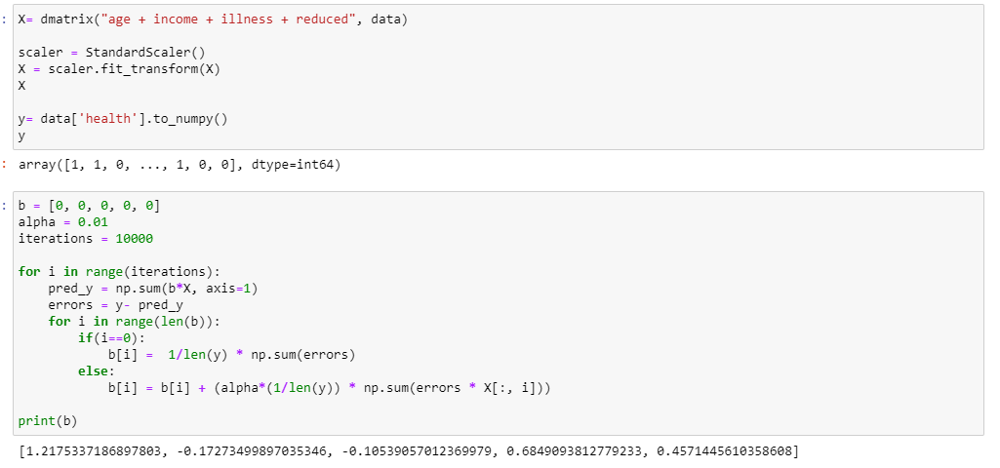 : X= dmatrix("age + income + illness + reduced", data)
scaler = StandardScaler()
X = scaler.fit_transform(X)
X
y= data['health'].to_numpy()
y
: array([1, 1, 0, ..., 1, 0, 0], dtype=int64)
: b = [0, 0, 0, 0, 0]
alpha = 0.01
iterations = 10000
for i in range(iterations):
    pred_y = np.sum(b*X, axis=1)
    errors = y- pred_y
    for i in range(len(b)):
        if(i==0):
            b[i] =  1/len(y) * np.sum(errors)
        else:
            b[i] = b[i] + (alpha*(1/len(y)) * np.sum(errors * X[:, i]))
print(b)
[1.2175337186897803, -0.17273499897035346, -0.10539057012369979, 0.6849093812779233, 0.4571445610358608]